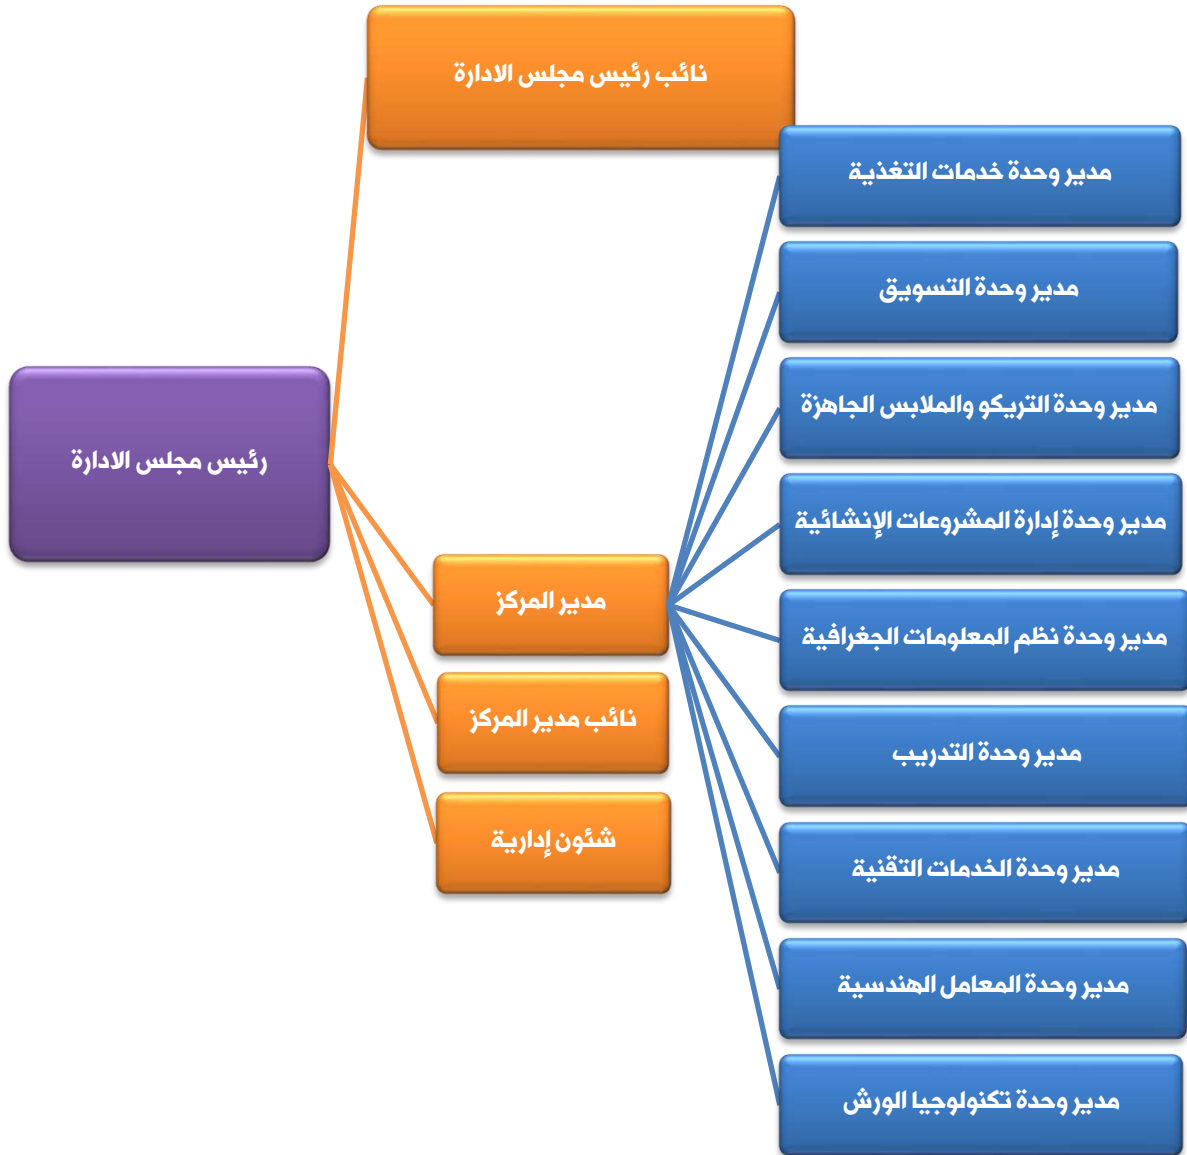 نائب رئيس مجلس الادارة
مدير وحدة خدمات التغذية
مدير وحدة التسويق
مدير وحدة التريكو والملابس الجاهزة
رئيس مجلس الادارة
مدير وحدة إدارة المشروعات الإنشائية
مدير المركز
مدير وحدة نظم المعلومات الجغرافية
نائب مدير المركز
مدير وحدة التدريب
شئون إدارية
مدير وحدة الخدمات التقنية
مدير وحدة المعامل الهندسية
مدير وحدة تكنولوجيا الورش